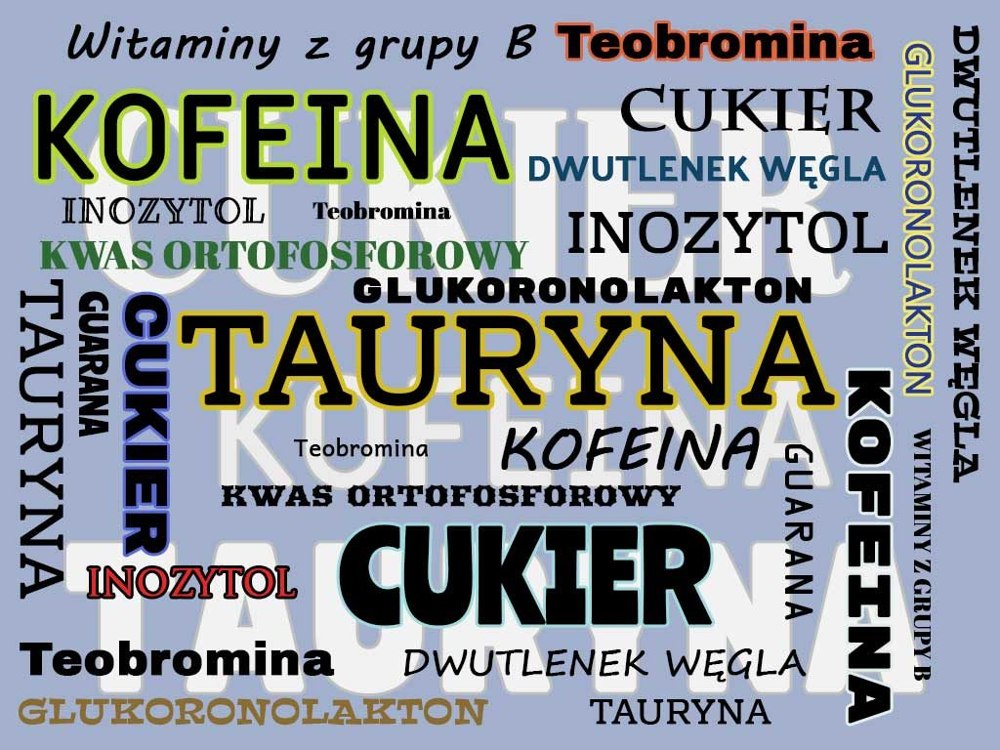 Witaminy z grupy B
Teobromina
KOFEINA
CUKIER
CUKIER
DWUTLENEK WĘGLA
INOZYTOL
Teobromina
INOZYTOL
KWAS ORTOFOSFOROWY
GLUKORONOLAKTON
DWUTLENEK WĘGLA
GLUKORONOLAKTON
TAURYNA
GUARANA
CUKIER
TAURYNA
KOFEINA
Teobromina
KOFEINA
KWAS ORTOFOSFOROWY
GUARANA
KOFEINA
WITAMINY Z GRUPY B
CUKIER
INOZYTOL
TAURYNA
Teobromina
DWUTLENEK WĘGLA
GLUKORONOLAKTON
TAURYNA